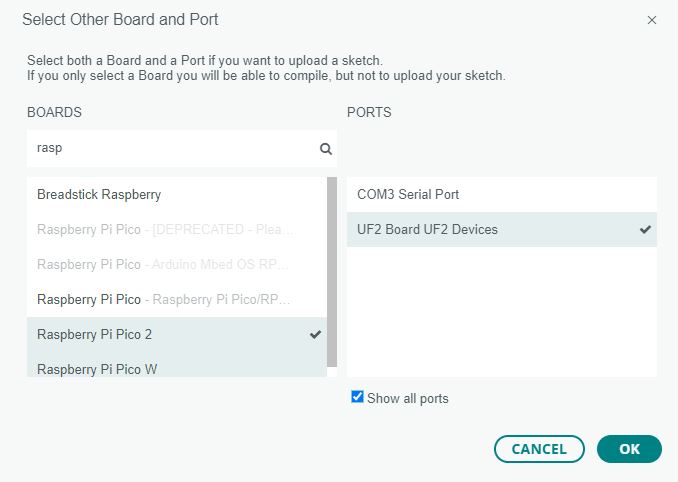 Select Other Board and Port
Select both a Board and a Port if you want to upload a sketch.
If you only select a Board you will be able to compile, but not to upload your sketch.
BOARDS
PORTS
rasp
Breadstick Raspberry
COM3 Serial Port
Raspberry Pi Pico - [DEPRECATED - Plea...
UF2 Board UF2 Devices
Raspberry Pi Pico - Arduino Mbed OS RP...
Raspberry Pi Pico - Raspberry Pi Pico/RP...
Raspberry Pi Pico 2
Raspberry Pi Pico W
Show all ports
CANCEL
OK